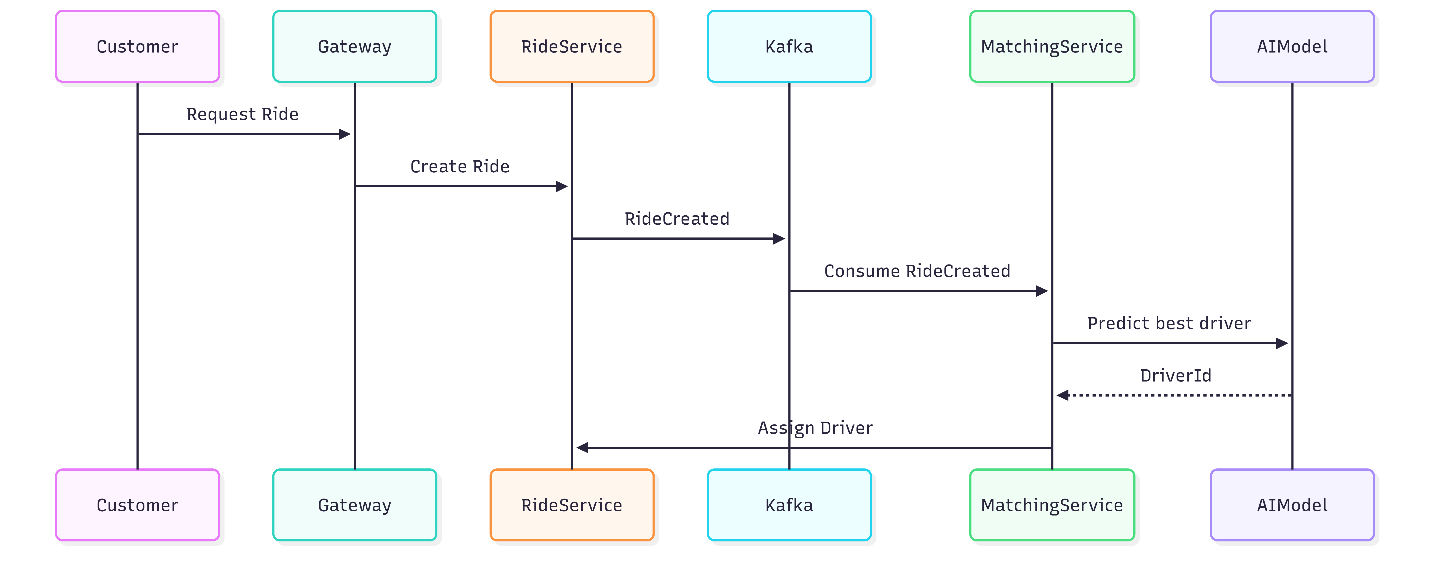 Customer
Gateway
RideService
Kafka
MatchingService
AIModel
Request Ride
Create Ride
RideCreated
Consume RideCreated
Predict best driver
DriverId
Assign Driver
Customer
Gateway
RideService
Kafka
MatchingService
AIModel